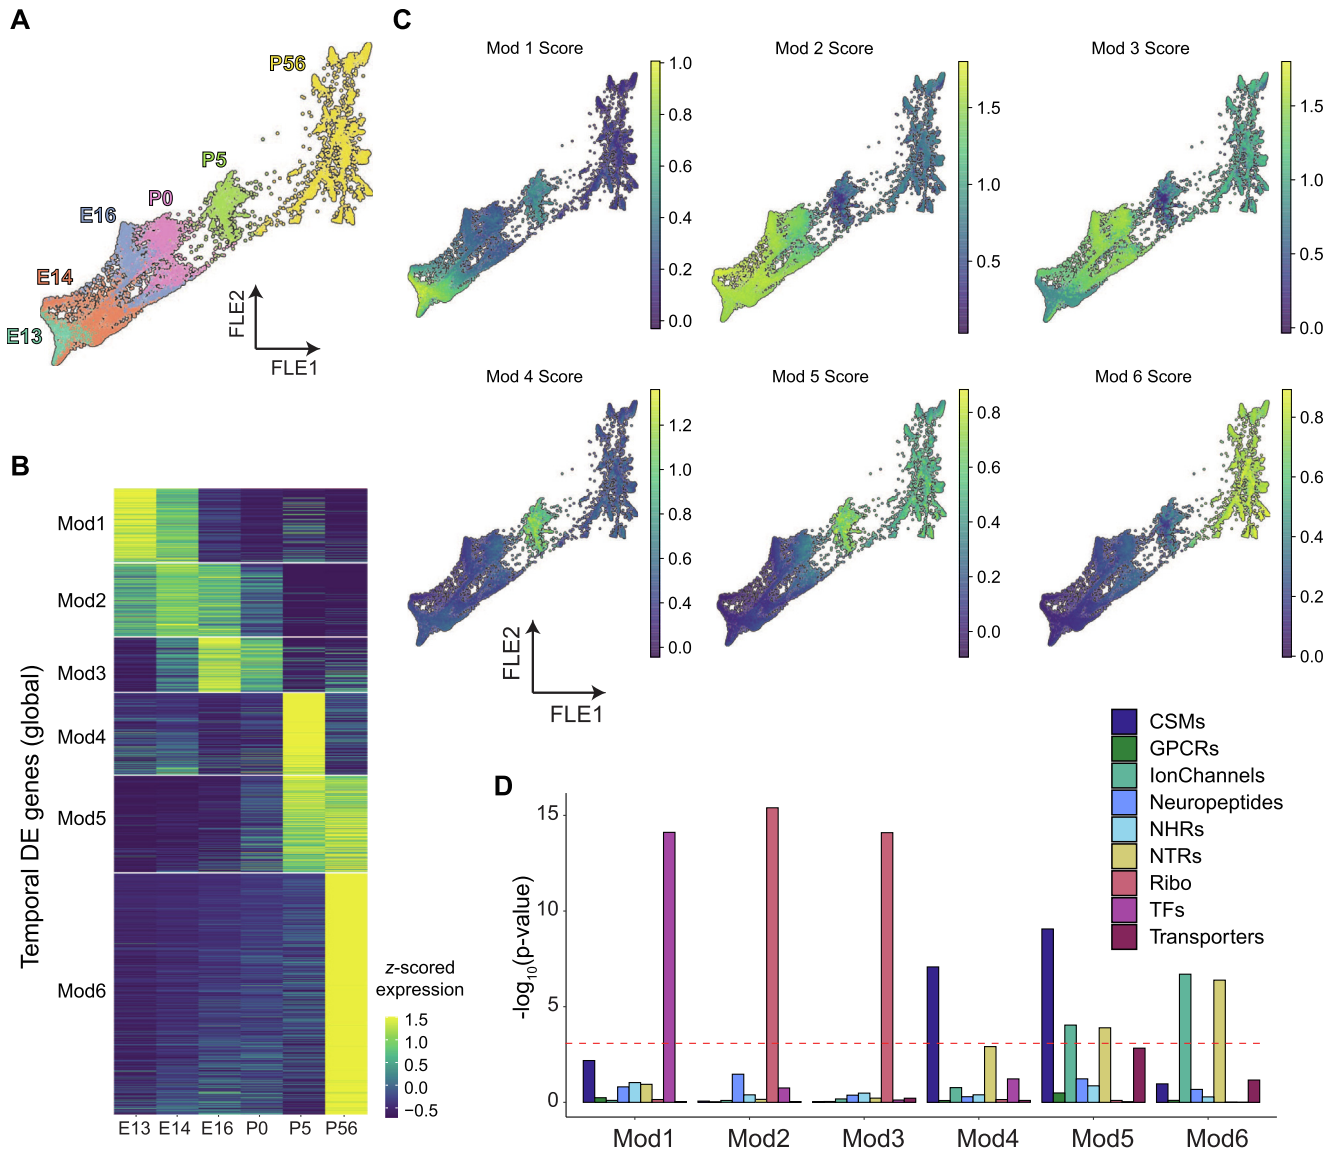 A
P56
P5
P0
E16
E14
E13
FLE2
FLE1
B
Temporal DE genes (global)
Mod1
Mod2
Mod3
Mod4
Mod5
Mod6
E13 E14 E16 P0 P5 P56
z-scored
expression
1.5
1.0
0.5
0.0
−0.5
C
Mod 1 Score
1.0
0.8
0.6
0.4
0.2
0.0
Mod 2 Score
1.5
1.0
0.5
Mod 3 Score
1.5
1.0
0.5
0.0
Mod 4 Score
1.2
1.0
0.8
0.6
0.4
0.0
Mod 5 Score
0.8
0.6
0.4
0.2
0.0
Mod 6 Score
0.8
0.6
0.4
0.2
0.0
FLE2
FLE1
D
-log10(p-value)
15
10
5
0
Mod1 Mod2 Mod3 Mod4 Mod5 Mod6
CSMs
GPCRs
IonChannels
Neuropeptides
NHRs
NTRs
Ribo
TFs
Transporters